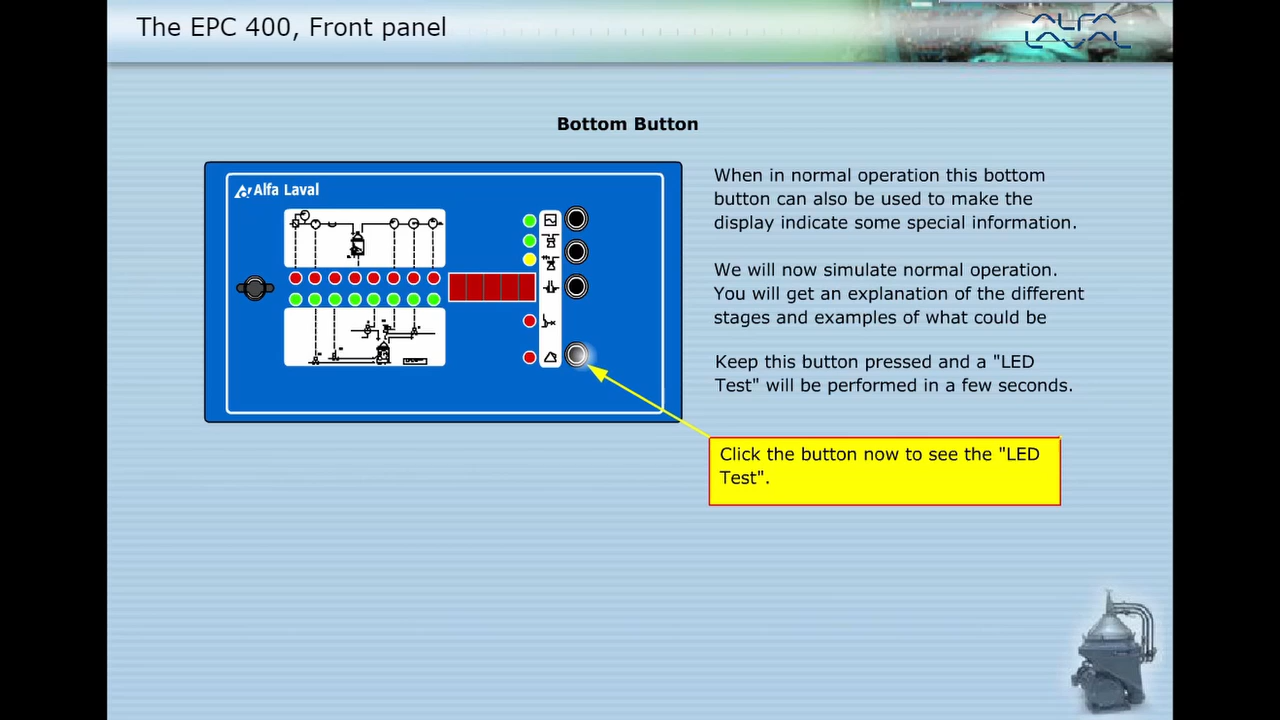 The EPC 400, Front panel
ALFA
LAVAL
Bottom Button
Alfa Laval
When in normal operation this bottom
button can also be used to make the
display indicate some special information.
We will now simulate normal operation.
You will get an explanation of the different
stages and examples of what could be
Keep this button pressed and a "LED
Test" will be performed in a few seconds.
Click the button now to see the "LED
Test".